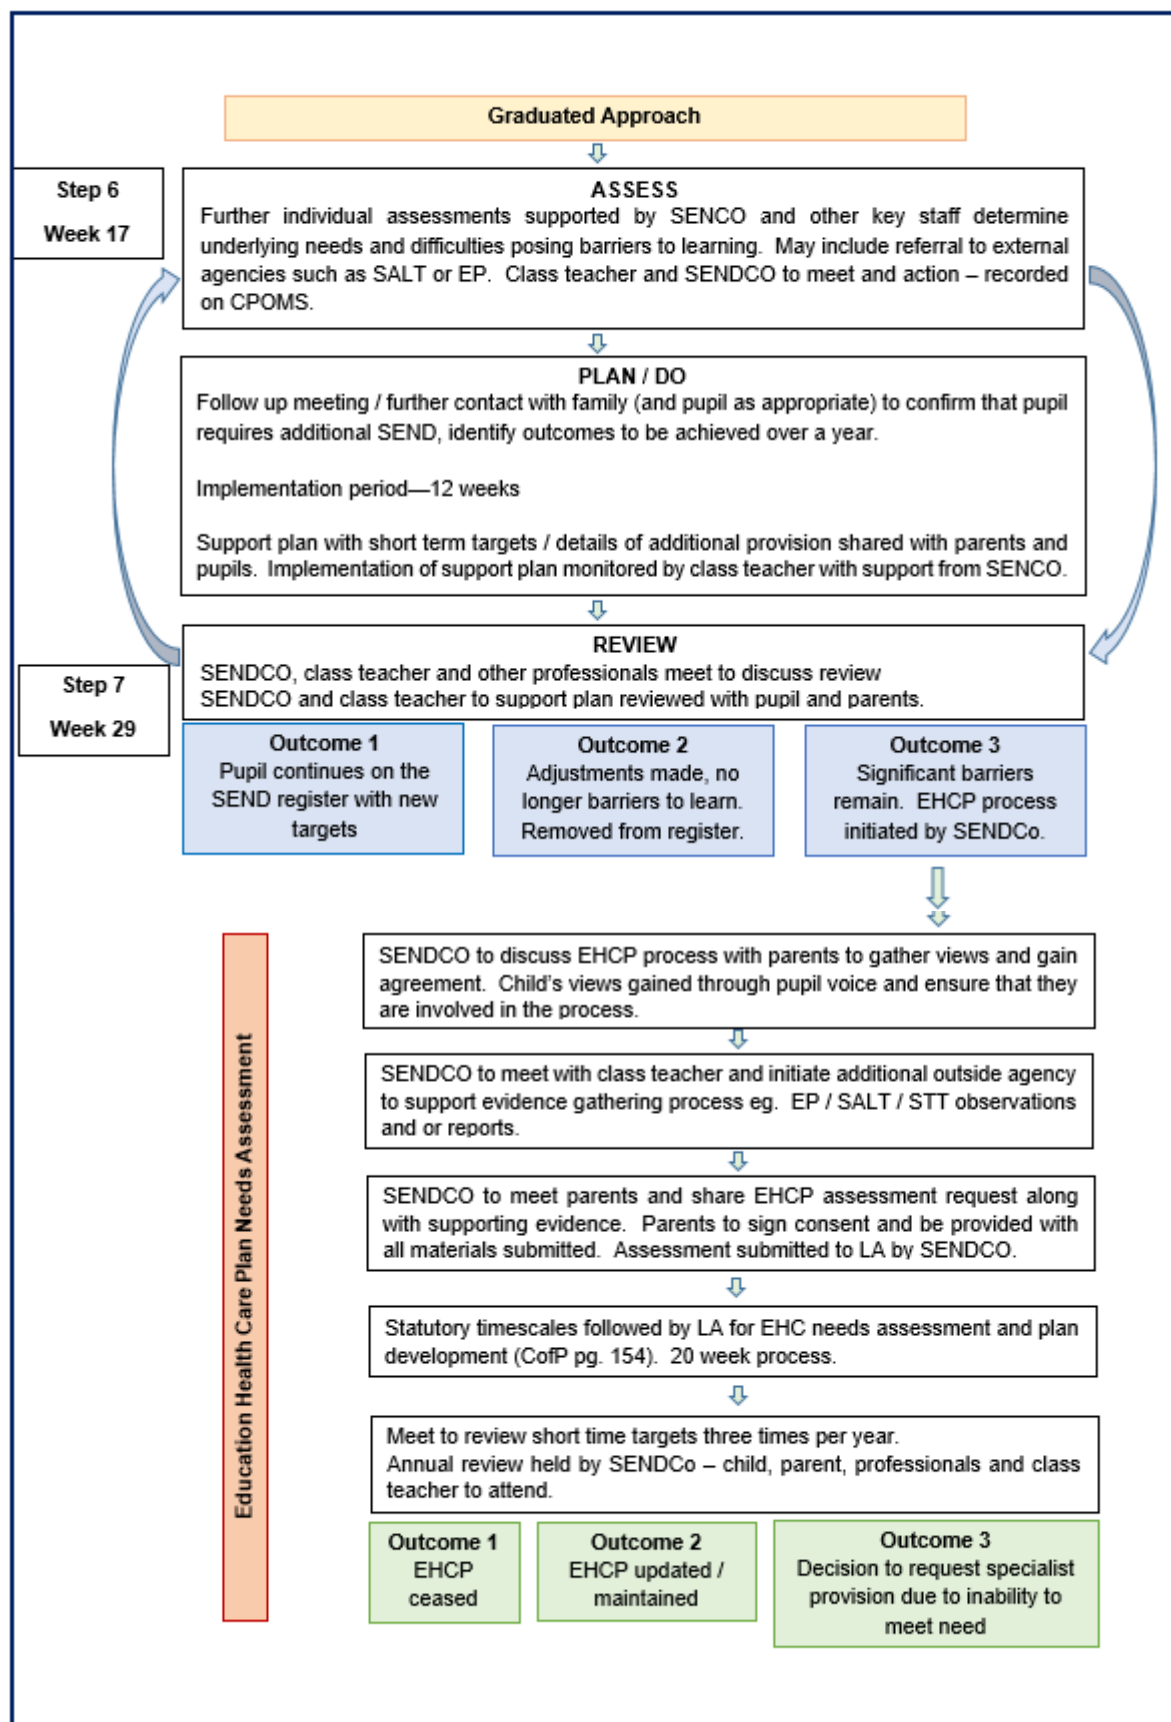 Graduated Approach
Step 6
Week 17
ASSESS
Further individual assessments supported by SENCO and other key staff determine
underlying needs and difficulties posing barriers to learning. May include referral to external
agencies such as SALT or EP. Class teacher and SENDCO to meet and action – recorded
on CPOMS.
PLAN / DO
Follow up meeting / further contact with family (and pupil as appropriate) to confirm that pupil
requires additional SEND, identify outcomes to be achieved over a year.
Implementation period—12 weeks
Support plan with short term targets / details of additional provision shared with parents and
pupils. Implementation of support plan monitored by class teacher with support from SENCO.
Step 7
Week 29
REVIEW
SENDCO, class teacher and other professionals meet to discuss review
SENDCO and class teacher to support plan reviewed with pupil and parents.
Outcome 1
Pupil continues on the
SEND register with new
targets
Outcome 2
Adjustments made, no
longer barriers to learn.
Removed from register.
Outcome 3
Significant barriers
remain. EHCP process
initiated by SENDCo.
Education Health Care Plan Needs Assessment
SENDCO to discuss EHCP process with parents to gather views and gain
agreement. Child's views gained through pupil voice and ensure that they
are involved in the process.
SENDCO to meet with class teacher and initiate additional outside agency
to support evidence gathering process eg. EP / SALT / STT observations
and or reports.
SENDCO to meet parents and share EHCP assessment request along
with supporting evidence. Parents to sign consent and be provided with
all materials submitted. Assessment submitted to LA by SENDCO.
Statutory timescales followed by LA for EHC needs assessment and plan
development (CofP pg. 154). 20 week process.
Meet to review short time targets three times per year.
Annual review held by SENDCo – child, parent, professionals and class
teacher to attend.
Outcome 1
EHCP
ceased
Outcome 2
EHCP updated /
maintained
Outcome 3
Decision to request specialist
provision due to inability to
meet need